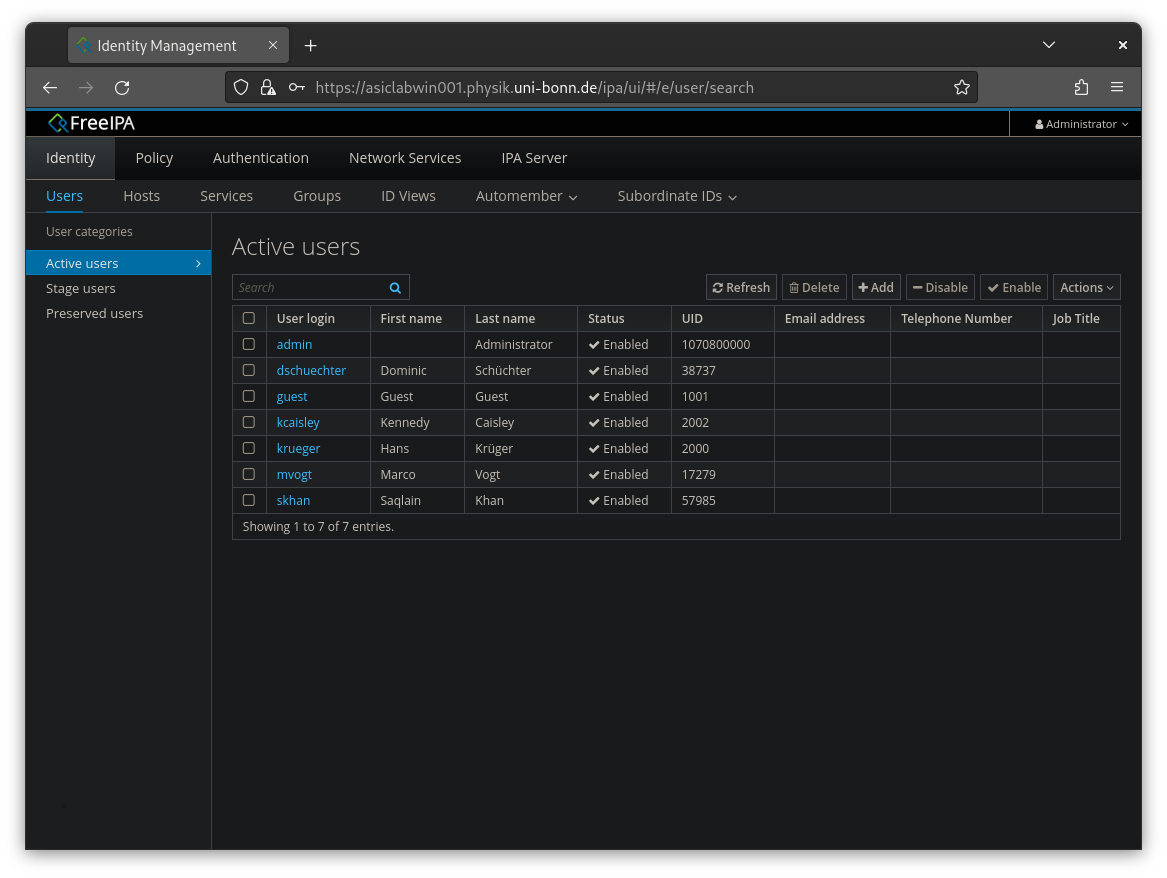 Identity Management
https://asiclabwin001.physik.uni-bonn.de/ipa/ui/#/e/user/search
FreeIPA
Administrator
Identity Policy Authentication Network Services IPA Server
Users Hosts Services Groups ID Views Automember Subordinate IDs
User categories
Active users
Stage users
Preserved users
Active users
Search Refresh Delete Add Disable Enable Actions
User login First name Last name Status UID Email address Telephone Number Job Title
admin Administrator Enabled 1070800000
dschuechter Dominic Schüchter Enabled 38737
guest Guest Guest Enabled 1001
kcaisley Kennedy Caisley Enabled 2002
krueger Hans Krüger Enabled 2000
mvogt Marco Vogt Enabled 17279
skhan Saqlain Khan Enabled 57985
Showing 1 to 7 of 7 entries.